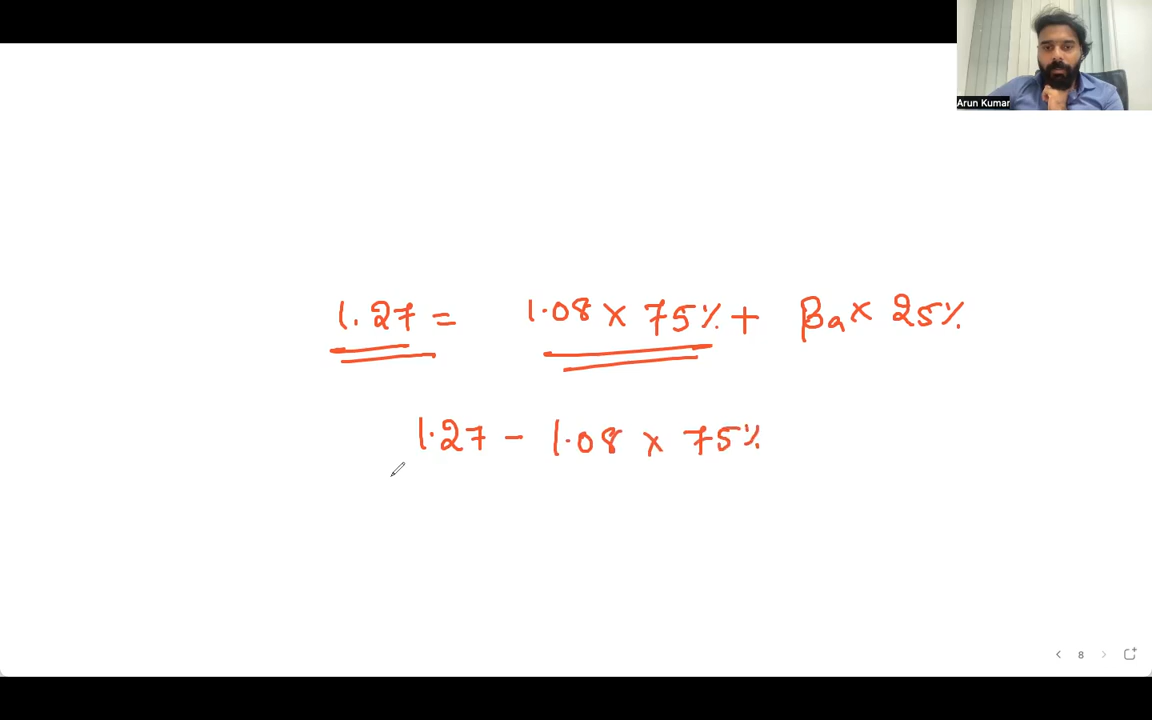 Arun Kumar
1.27 = 1.08 × 75% + βa × 25%
1.27 - 1.08 × 75%
8